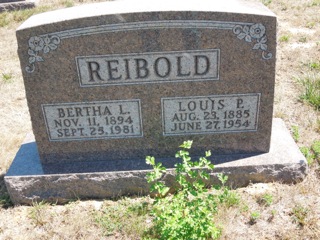 REIBOLD
BERTHA L.
NOV. 11, 1894
SEPT. 25, 1981
LOUIS P.
AUG. 23, 1885
JUNE 27, 1954